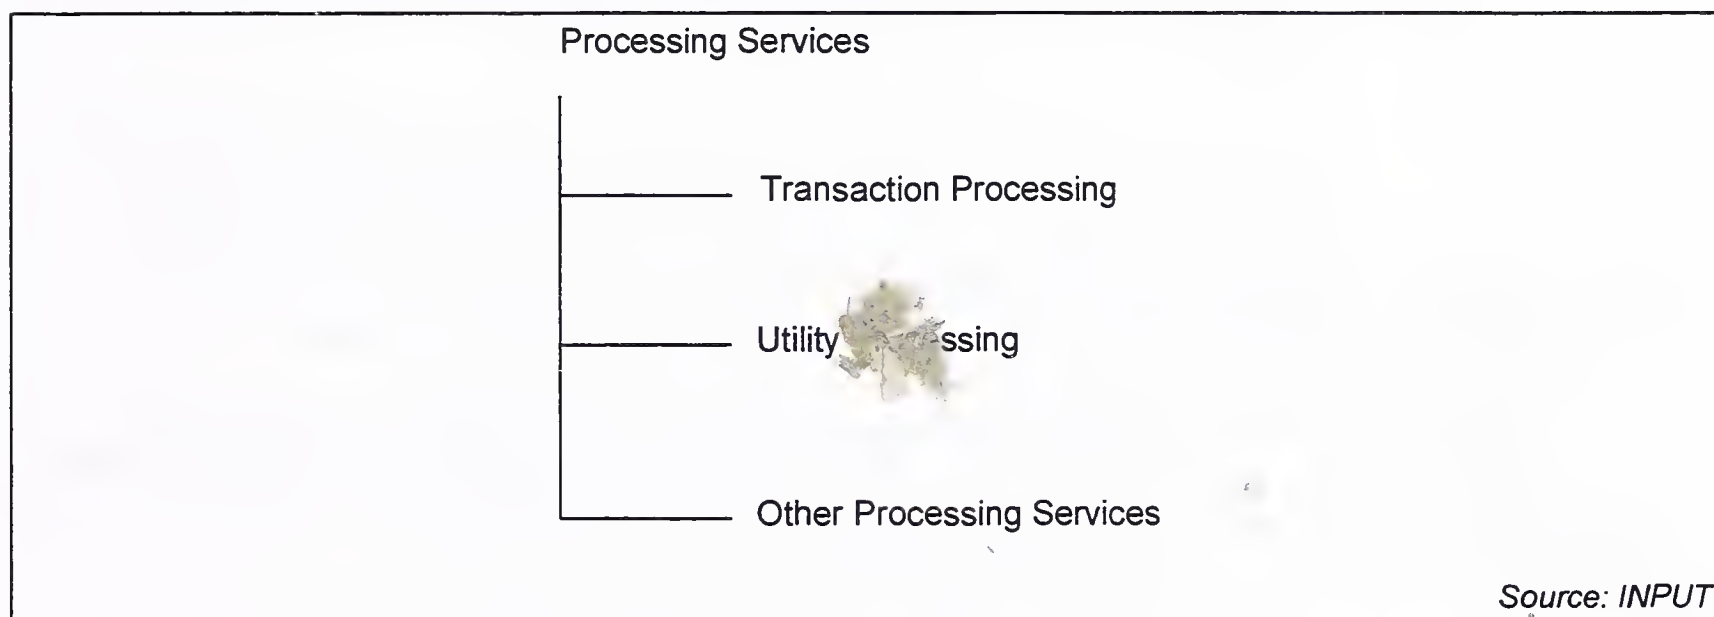 Processing Services
Transaction Processing
Utility
Other Processing Services
Source: INPUT